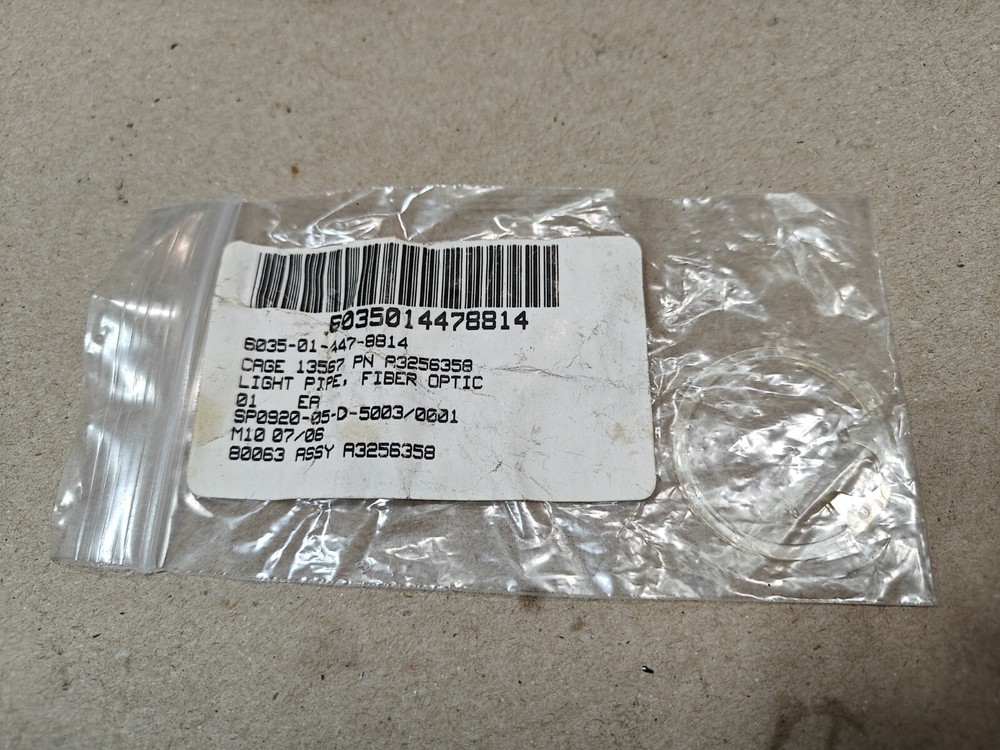 6035014478814
6035-01-447-8814
CAGE 13567 PN A3256358
LIGHT PIPE, FIBER OPTIC
01 EA
SP0920-05-D-5003/0001
M10 07/06
80063 ASSY A3256358